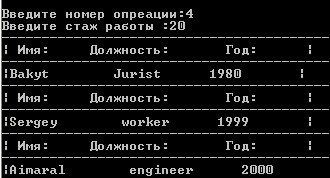 Введите номер опреации:4
Введите стаж работы :20
| Имя: Должность: Год: |
|Bakyt Jurist 1980 |
| Имя: Должность: Год: |
|Sergey worker 1999 |
| Имя: Должность: Год: |
|Aimaral engineer 2000